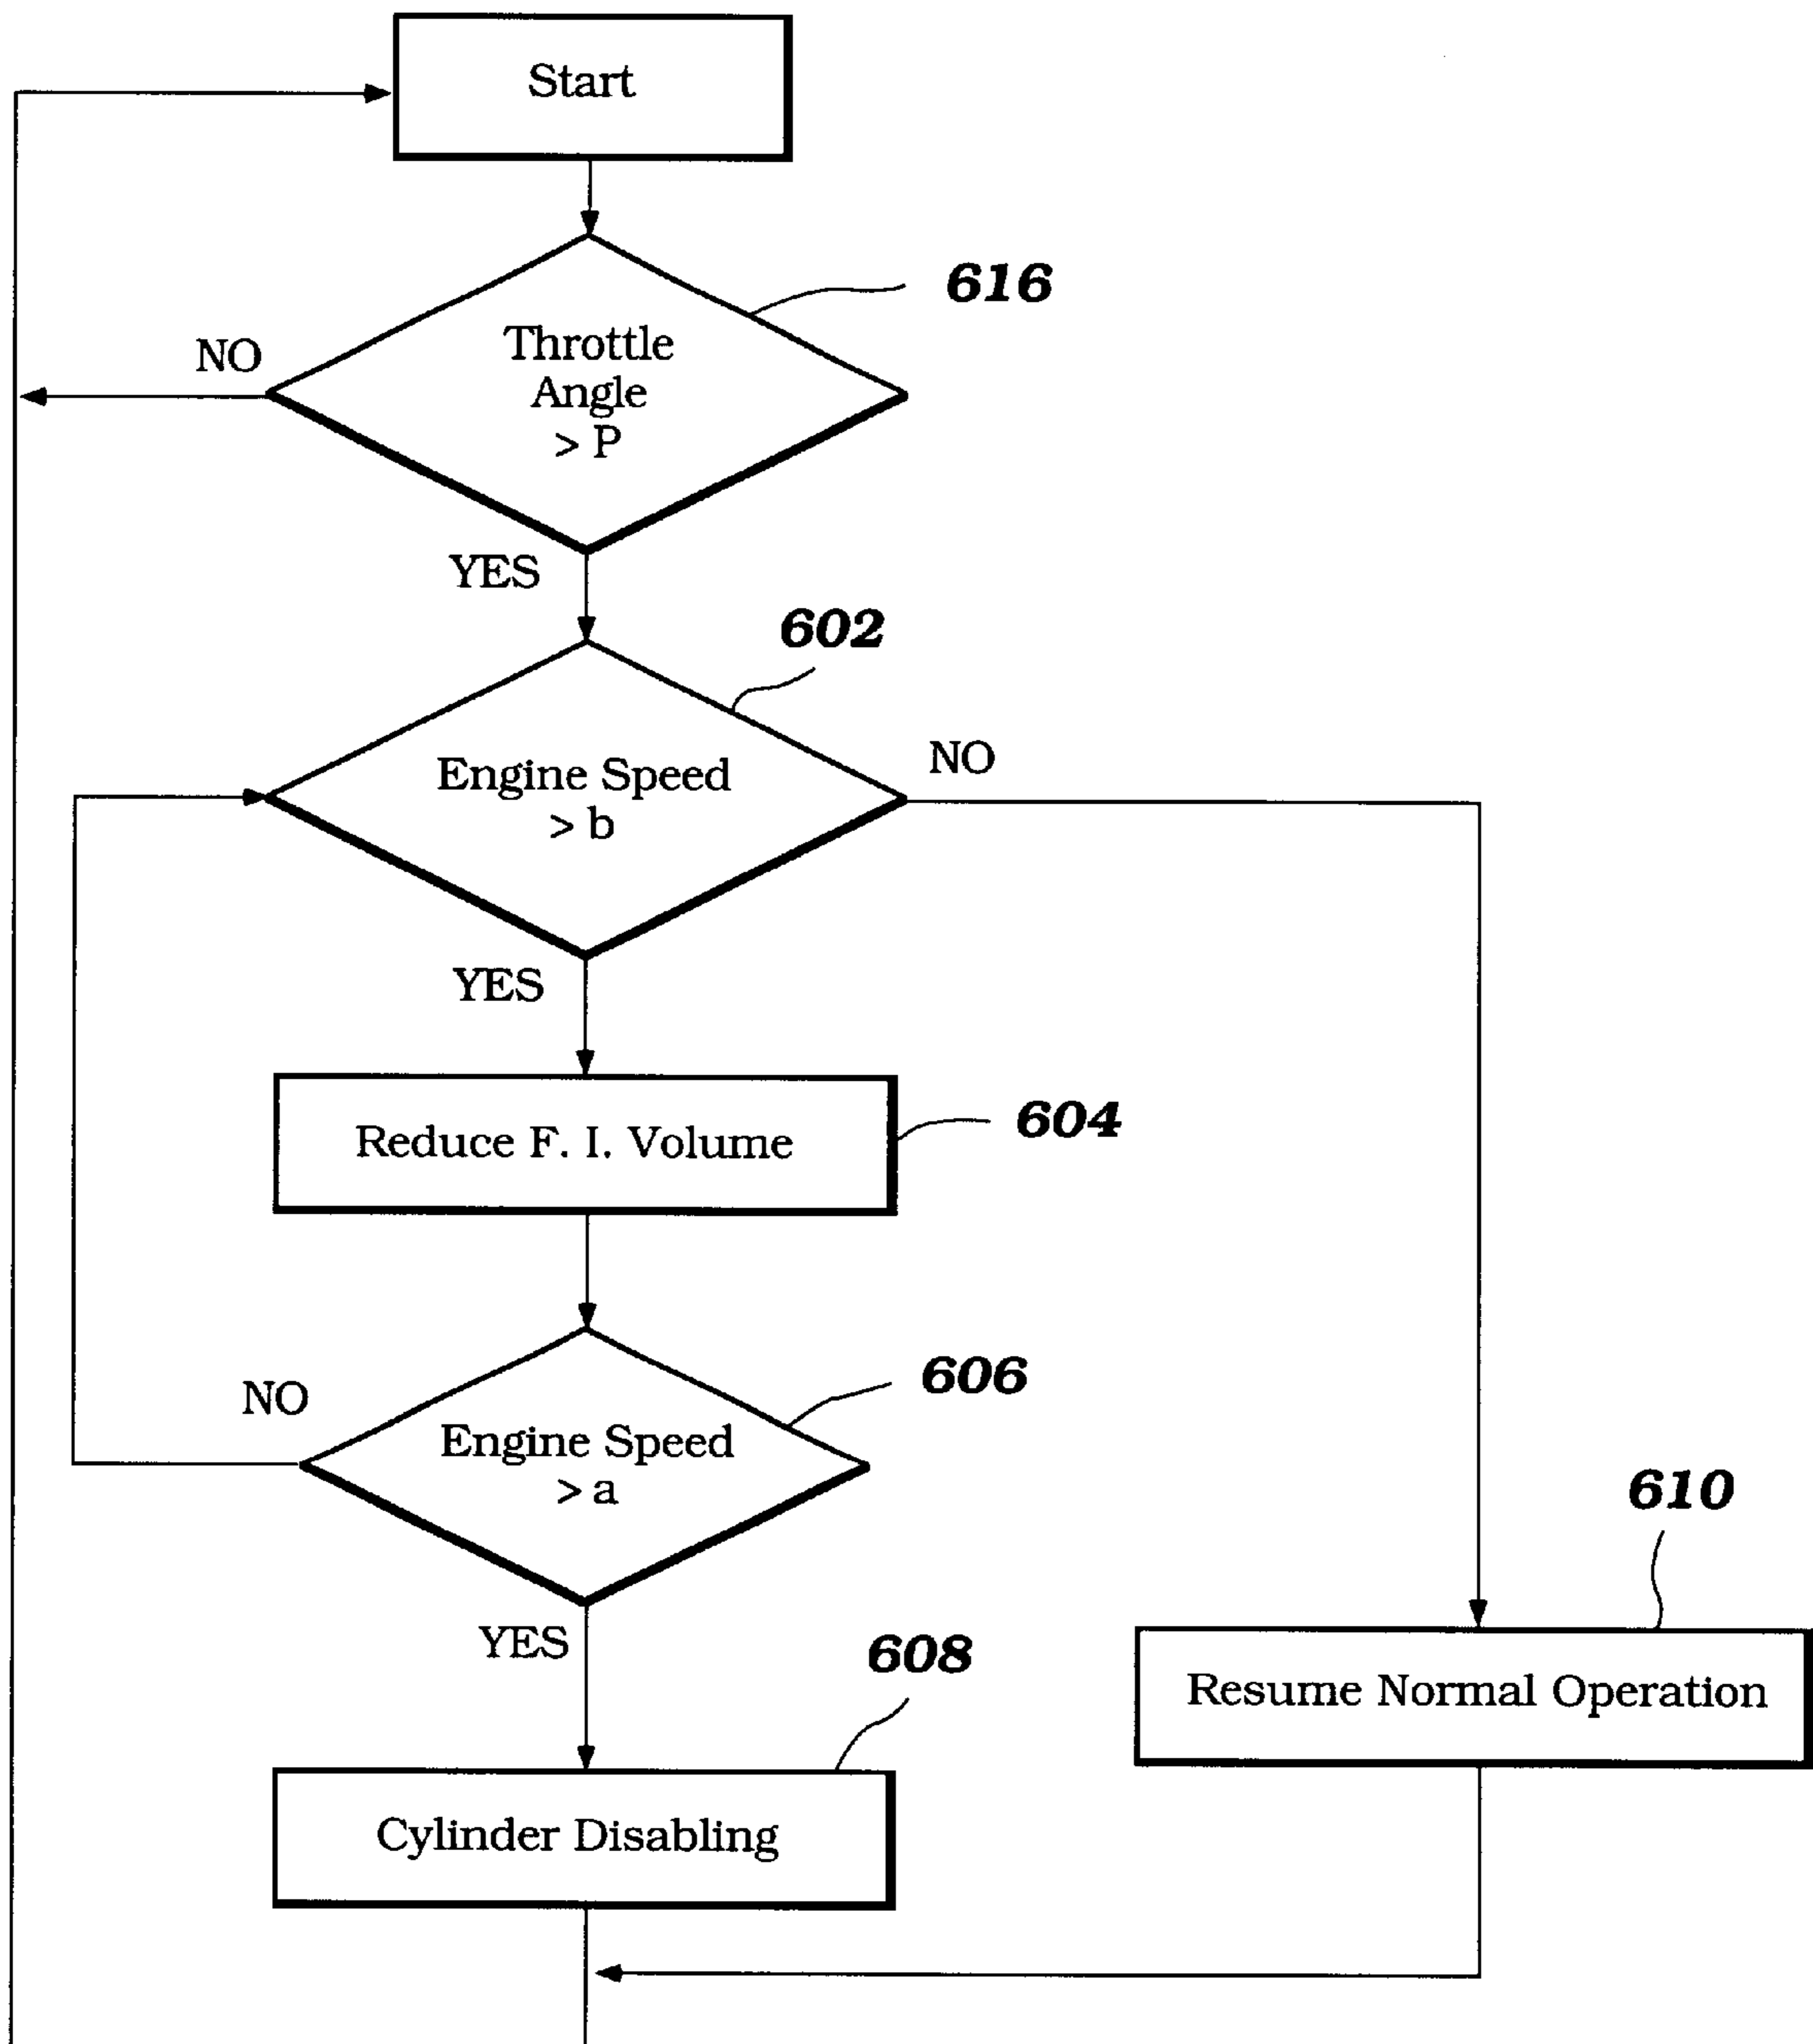 Start
616
Throttle
Angle
> P
NO
YES
602
Engine Speed
> b
NO
YES
Reduce F. I. Volume
604
606
NO
Engine Speed
> a
610
YES
608
Resume Normal Operation
Cylinder Disabling